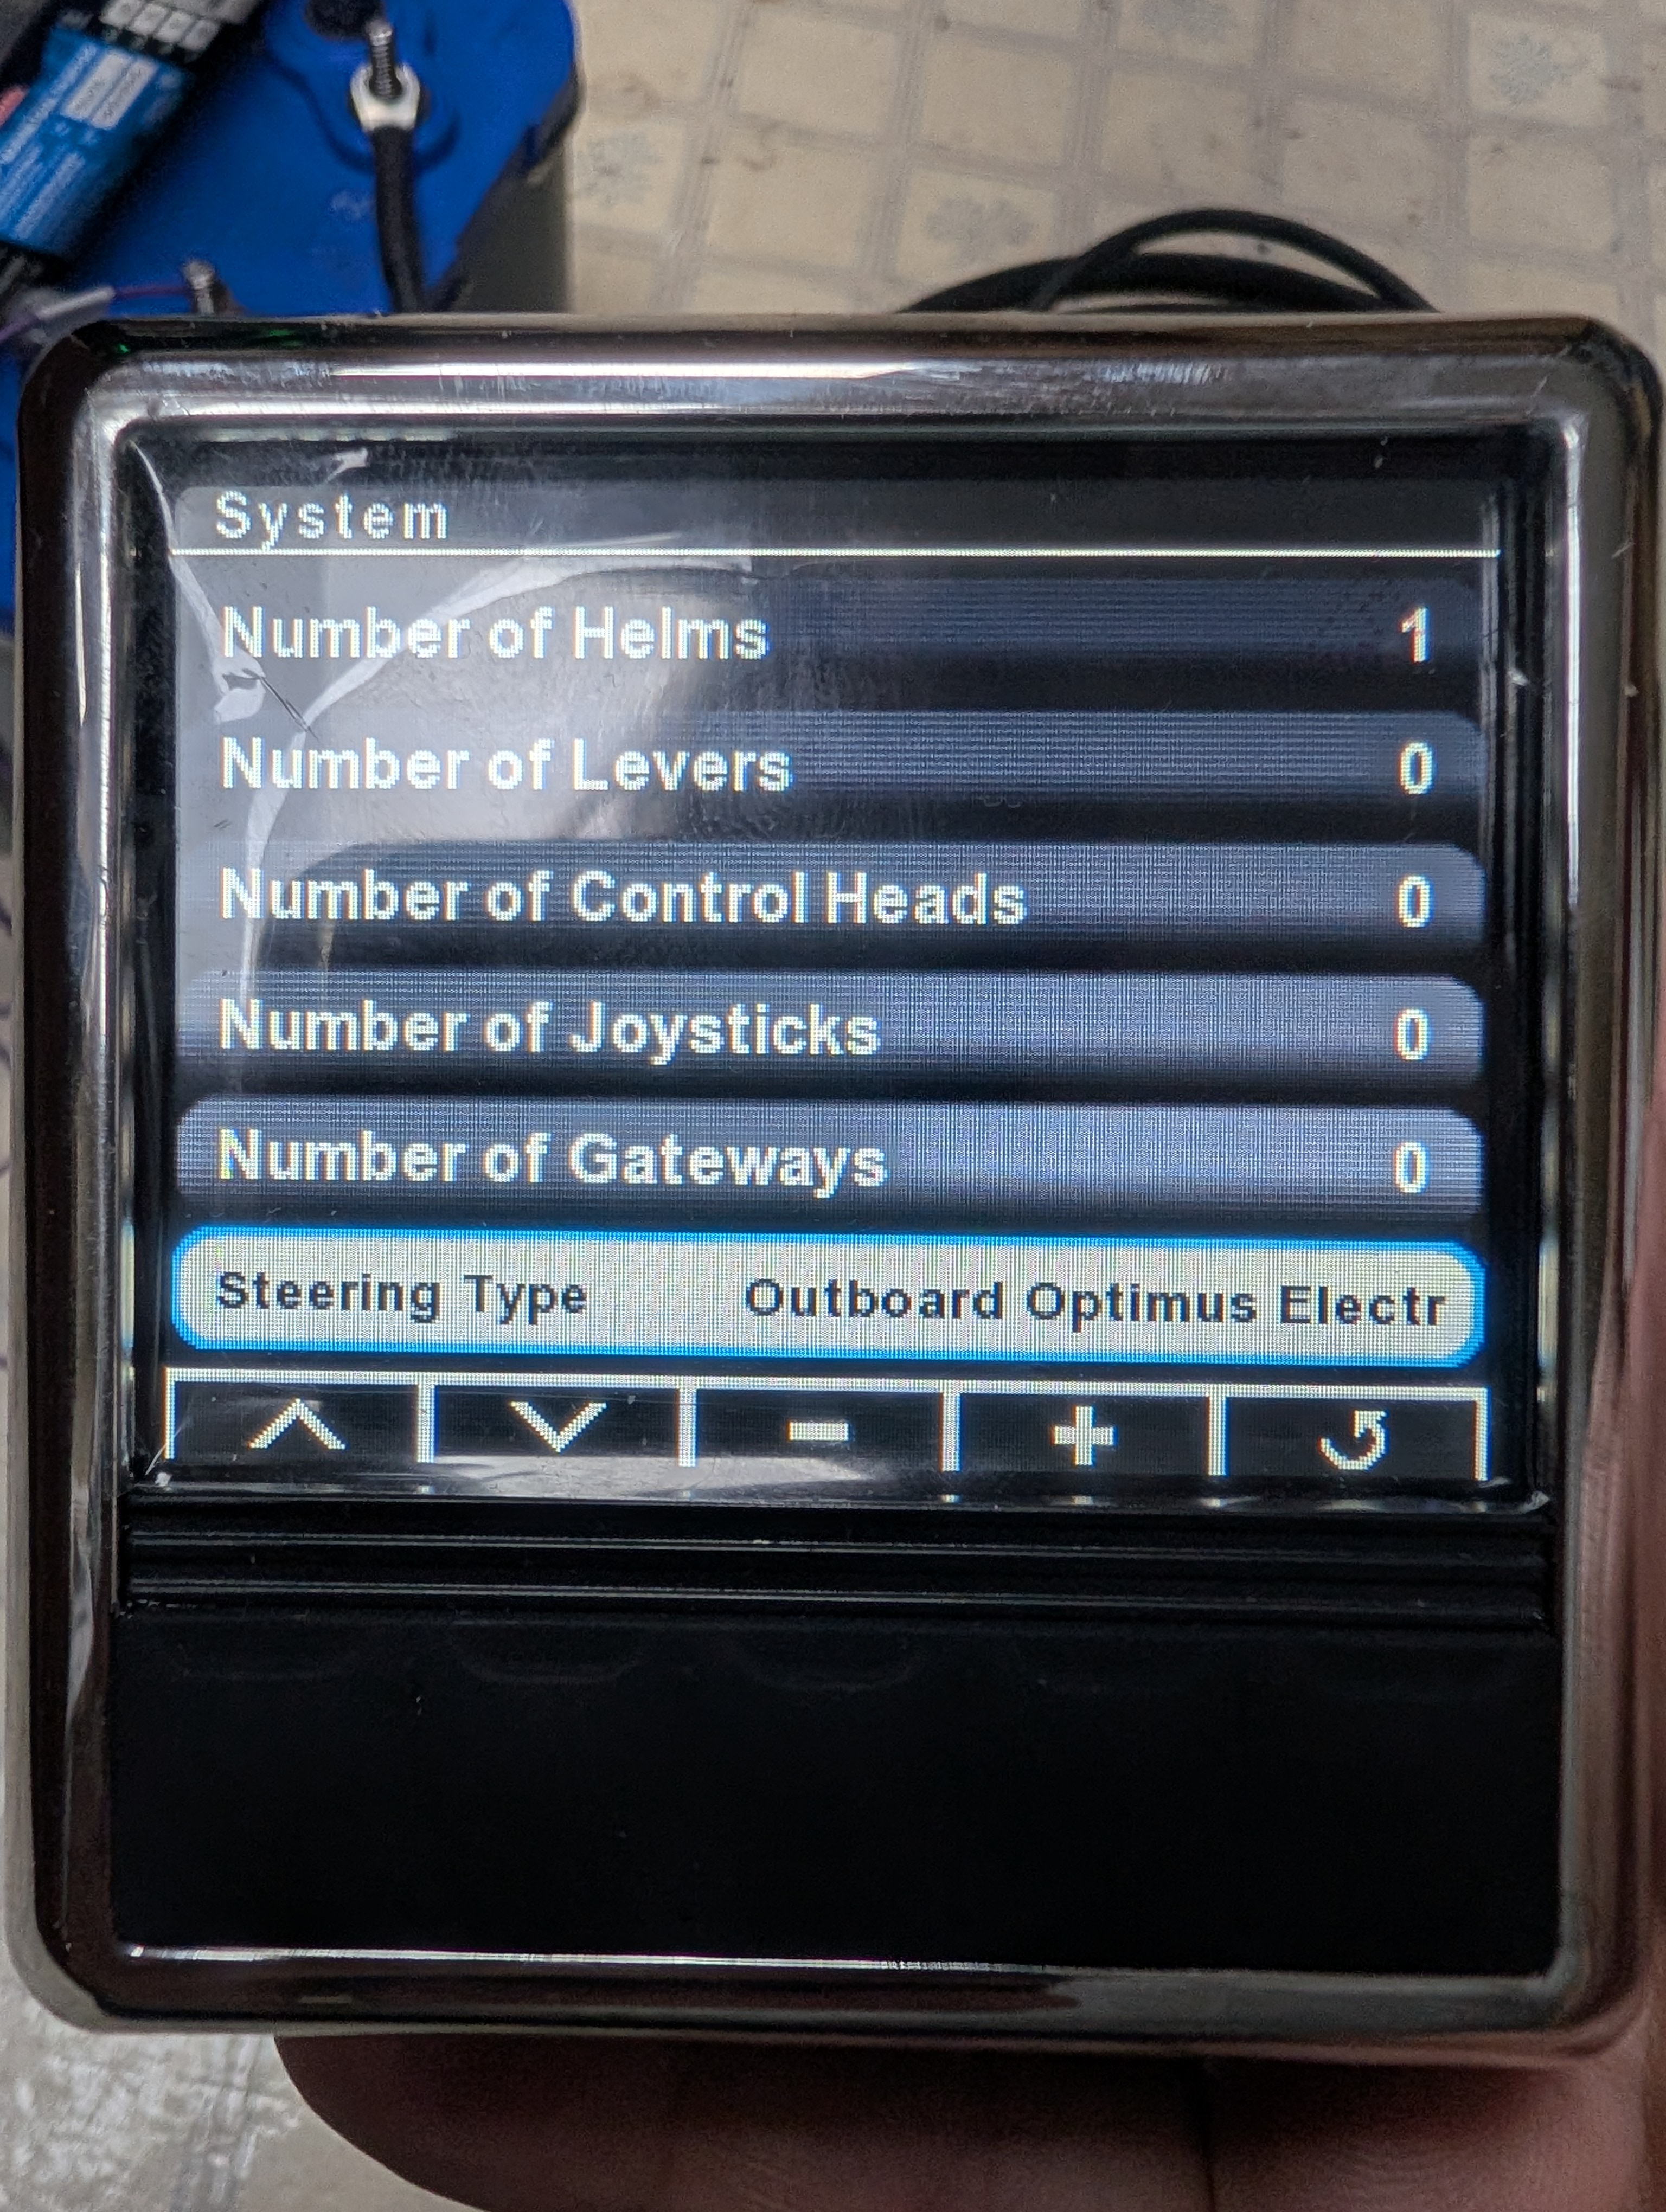 System
Number of Helms 1
Number of Levers 0
Number of Control Heads 0
Number of Joysticks 0
Number of Gateways 0
Steering Type Outboard Optimus Electr